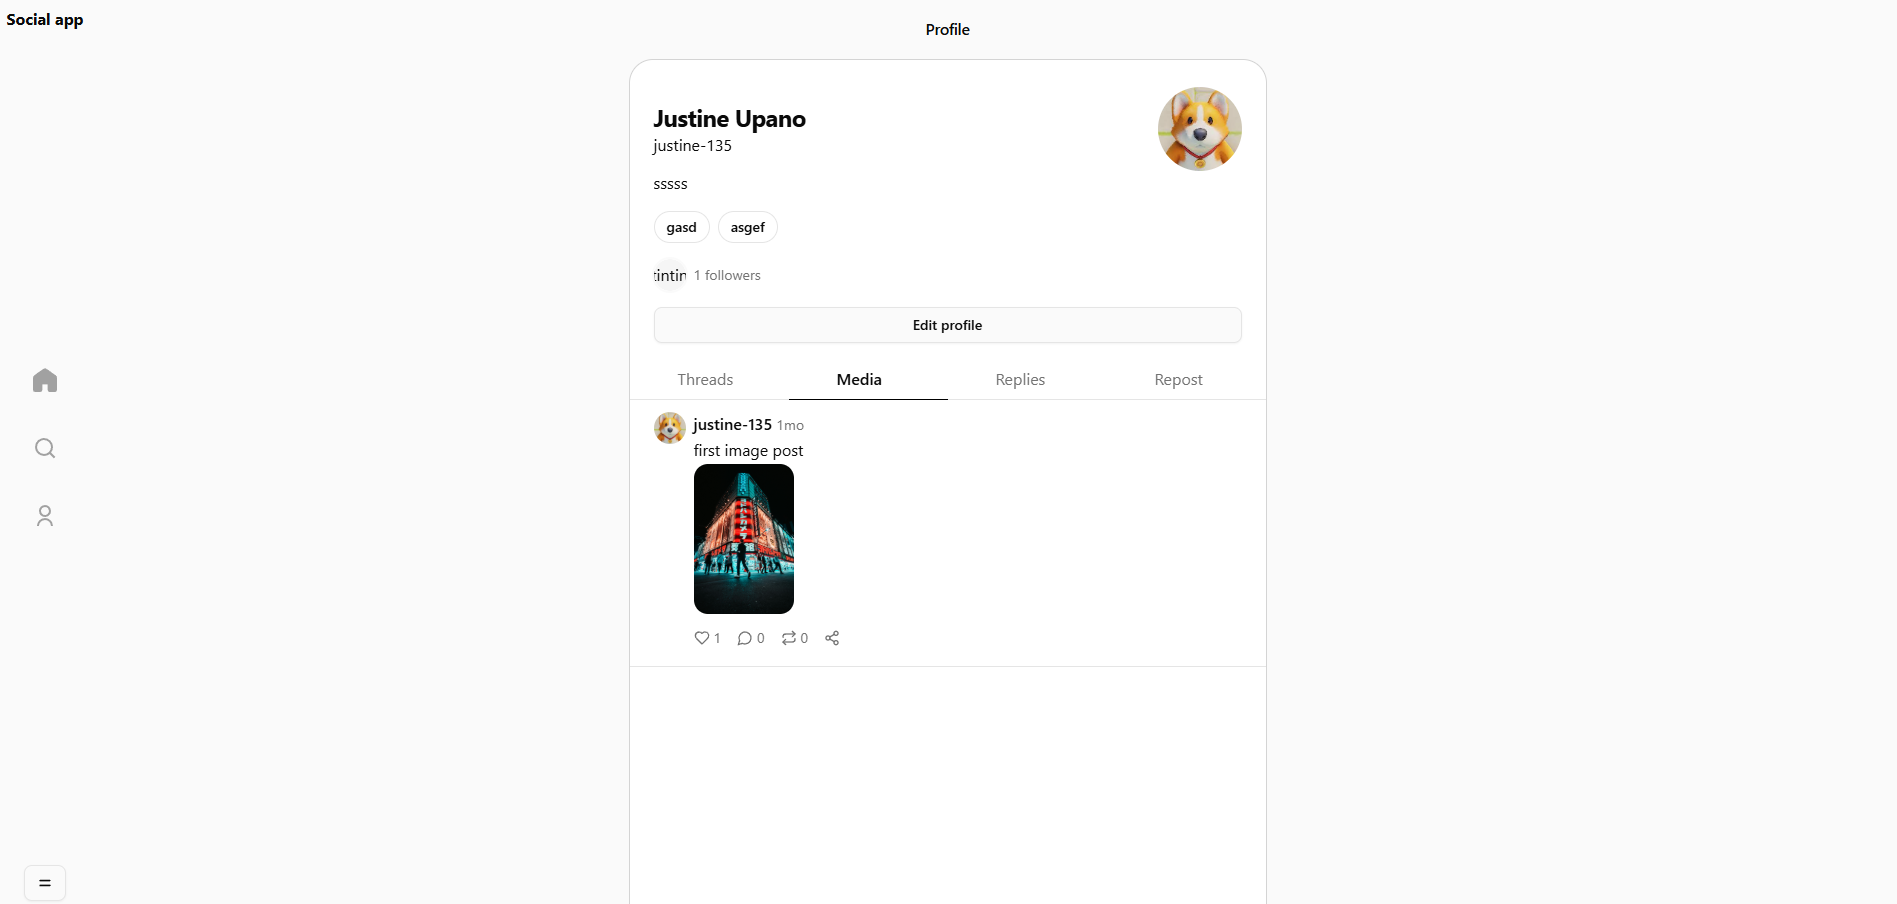 Social app
Profile
Justine Upano
justine-135
sssss
gasd asgef
tintin 1 followers
Edit profile
Threads Media Replies Repost
justine-135 1mo
first image post
1 0 0